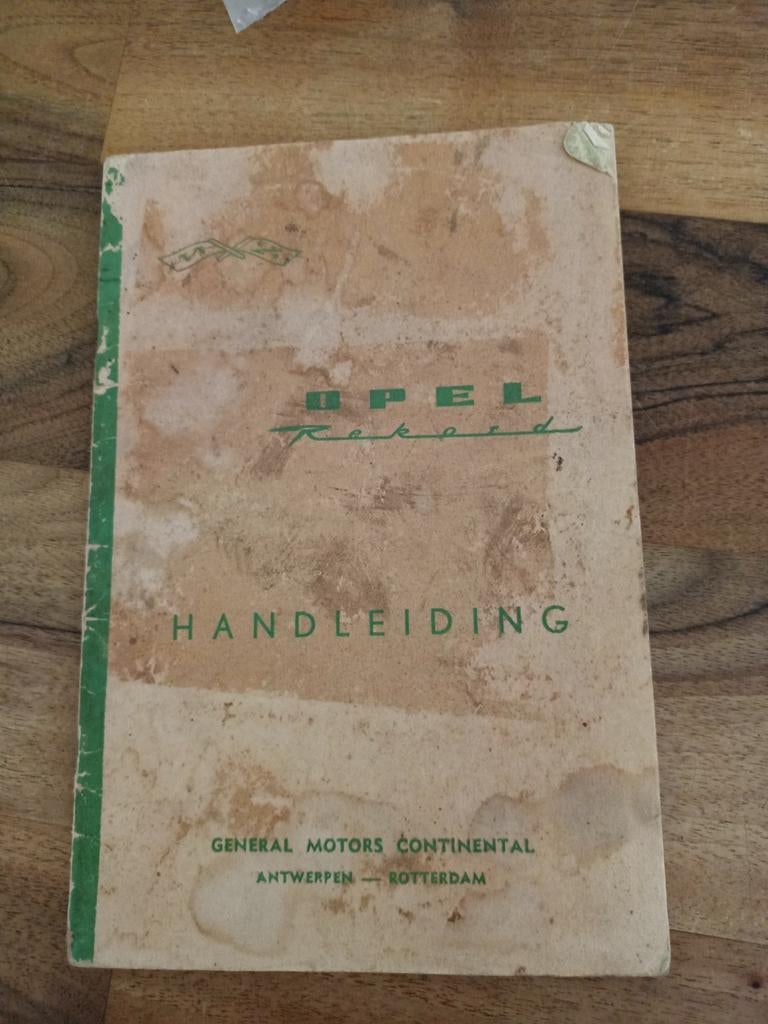 OPEL
Rekord
HANDLEIDING
GENERAL MOTORS CONTINENTAL
ANTWERPEN — ROTTERDAM